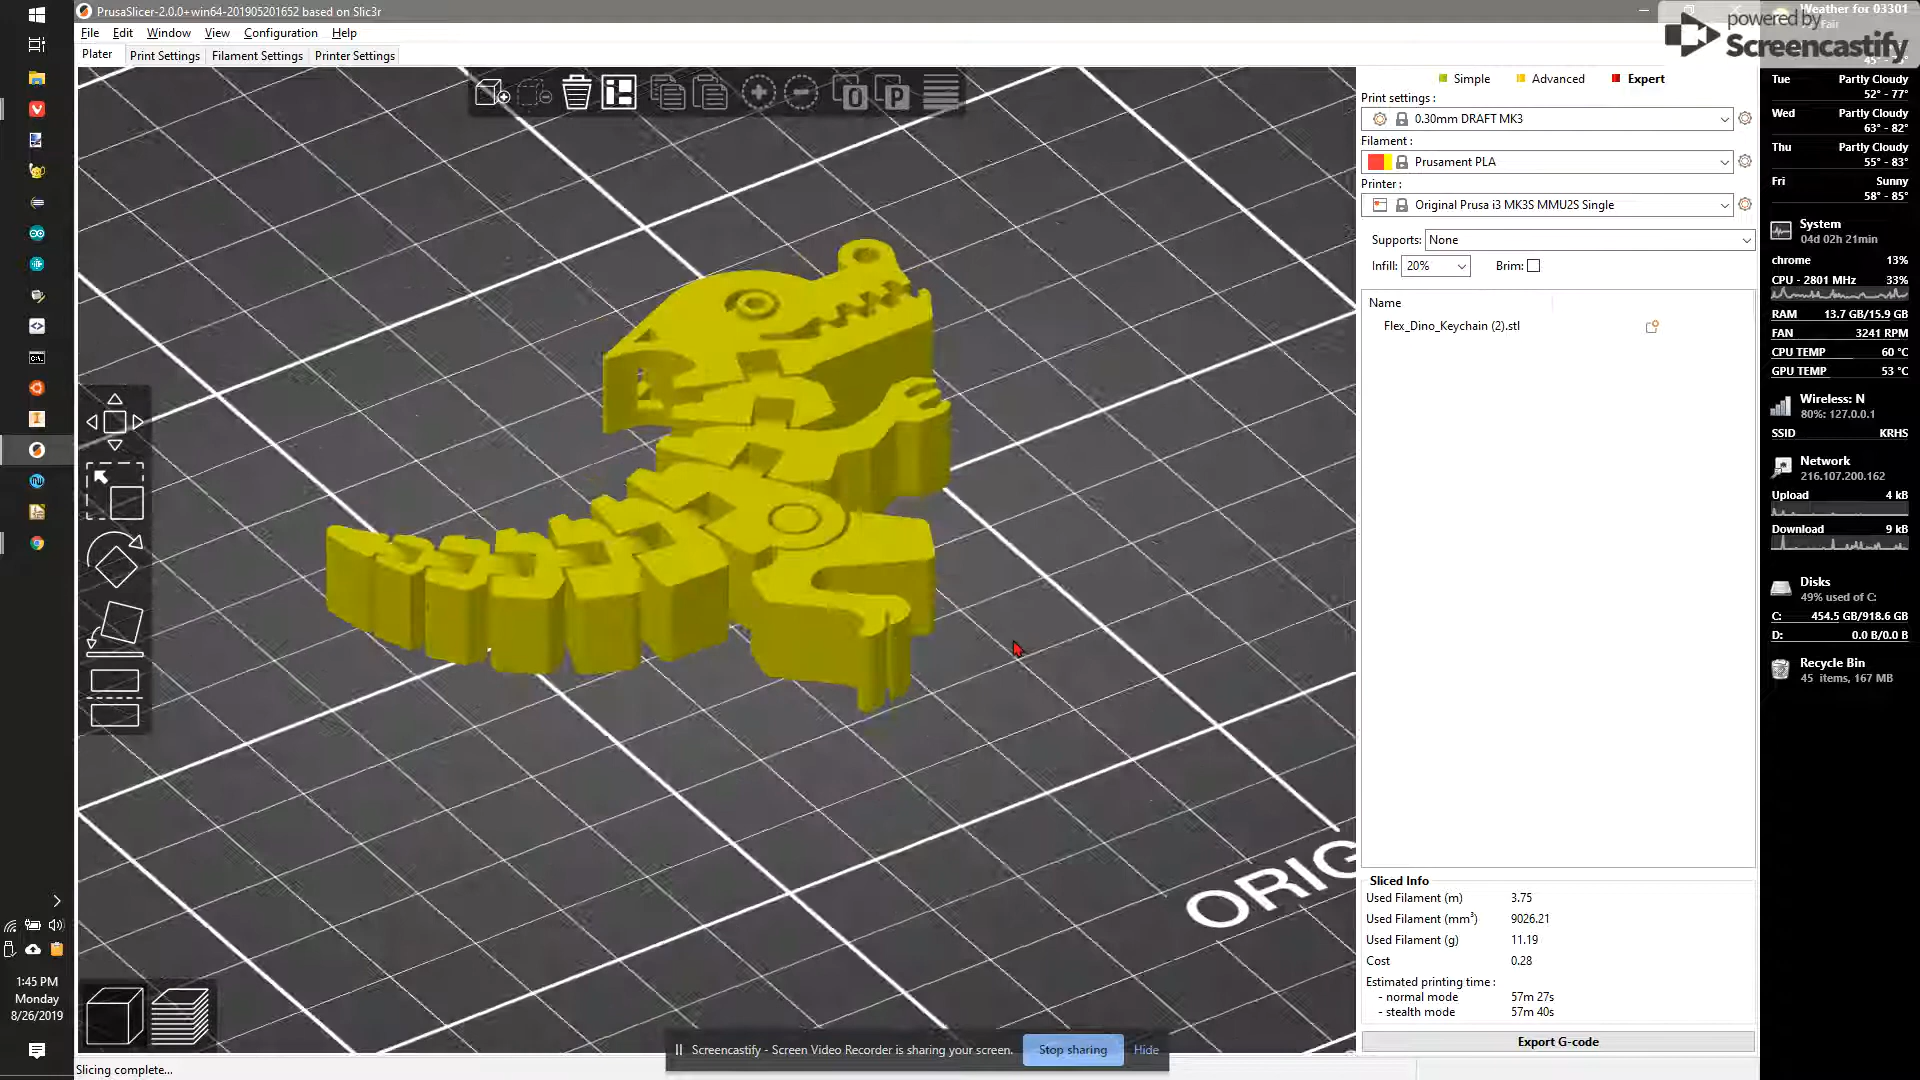 PrusaSlicer-2.0.0+win64-201905201652 based on Slic3r
File Edit Window View Configuration Help
Plater Print Settings Filament Settings Printer Settings
powered by
Screencastify
Simple Advanced Expert
Print settings :
0.30mm DRAFT MK3
Filament :
Prusament PLA
Printer :
Original Prusa i3 MK3S MMU2S Single
Supports: None
Infill: 20% Brim:
Name
Flex_Dino_Keychain (2).stl
ORIG
Sliced Info
Used Filament (m) 3.75
Used Filament (mm³) 9026.21
Used Filament (g) 11.19
Cost 0.28
Estimated printing time :
- normal mode 57m 27s
- stealth mode 57m 40s
Export G-code
Slicing complete...
Screencastify - Screen Video Recorder is sharing your screen. Stop sharing Hide
1:45 PM
Monday
8/26/2019
Weather for 03301
Fair
Tue Partly Cloudy
52° - 77°
Wed Partly Cloudy
63° - 82°
Thu Partly Cloudy
55° - 83°
Fri Sunny
58° - 85°
System
04d 02h 21min
chrome 13%
CPU - 2801 MHz 33%
RAM 13.7 GB/15.9 GB
FAN 3241 RPM
CPU TEMP 60 °C
GPU TEMP 53 °C
Wireless: N
80%: 127.0.0.1
SSID KRHS
Network
216.107.200.162
Upload 4 kB
Download 9 kB
Disks
49% used of C:
C: 454.5 GB/918.6 GB
D: 0.0 B/0.0 B
Recycle Bin
45 items, 167 MB